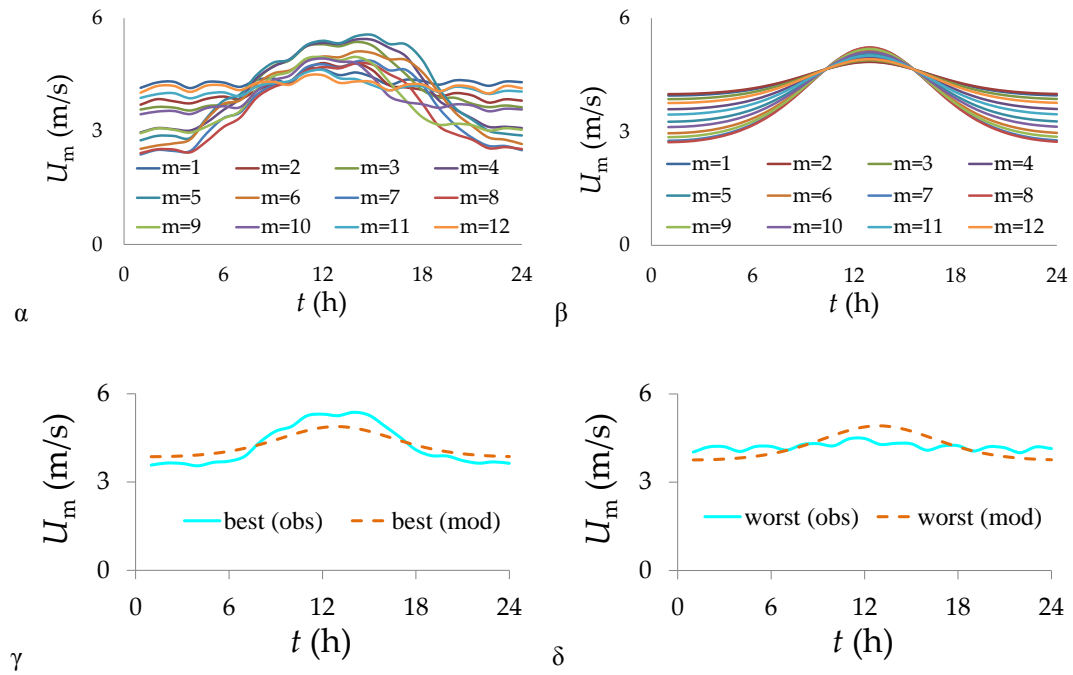 6
3
0
U_m (m/s)
m=1 m=2 m=3 m=4
m=5 m=6 m=7 m=8
m=9 m=10 m=11 m=12
0 6 12 18 24
t (h)
α
6
3
0
U_m (m/s)
m=1 m=2 m=3 m=4
m=5 m=6 m=7 m=8
m=9 m=10 m=11 m=12
0 6 12 18 24
t (h)
β
6
3
0
U_m (m/s)
best (obs) best (mod)
0 6 12 18 24
t (h)
γ
6
3
0
U_m (m/s)
worst (obs) worst (mod)
0 6 12 18 24
t (h)
δ